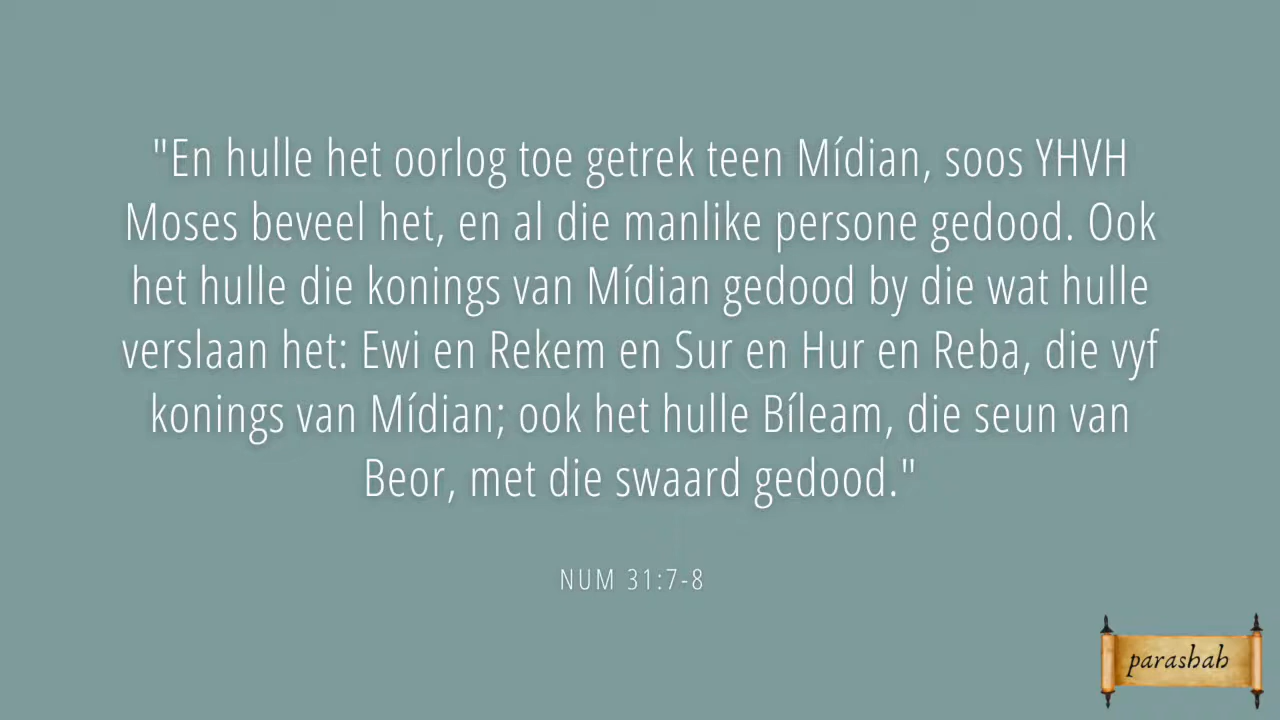 "En hulle het oorlog toe getrek teen Mídian, soos YHVH
Moses beveel het, en al die manlike persone gedood. Ook
het hulle die konings van Mídian gedood by die wat hulle
verslaan het: Ewi en Rekem en Sur en Hur en Reba, die vyf
konings van Mídian; ook het hulle Bíleam, die seun van
Beor, met die swaard gedood."
NUM 31:7-8
parashah